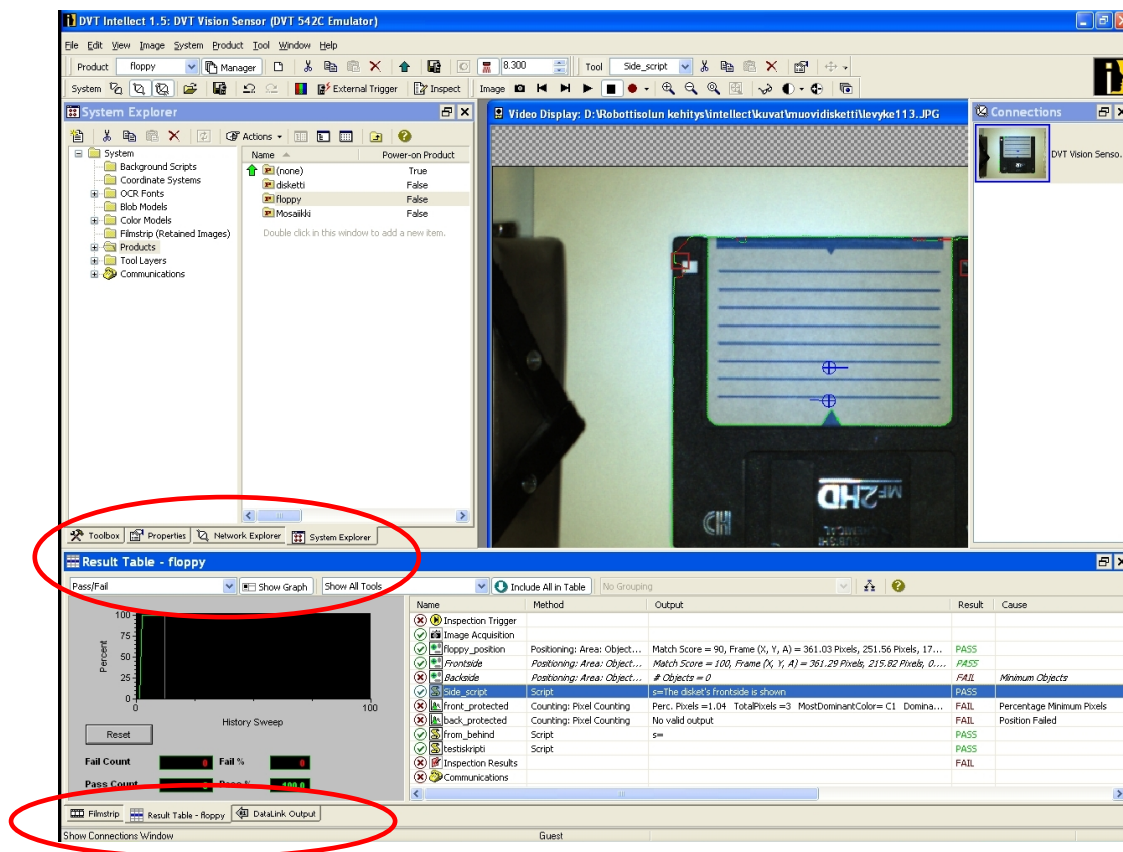 DVT Intellect 1.5: DVT Vision Sensor (DVT 542C Emulator)
File Edit View Image System Product Tool Window Help
Product floppy Manager 8.300 Tool Side_script
System External Trigger Inspect Image
System Explorer
Actions
System
Background Scripts
Coordinate Systems
OCR Fonts
Blob Models
Color Models
Filmstrip (Retained Images)
Products
Tool Layers
Communications
Name Power-on Product
(none) True
disketti False
floppy False
Mosaiikki False
Double click in this window to add a new item.
Toolbox Properties Network Explorer System Explorer
Video Display: D:\Robottisolun kehitys\intellect\kuvat\muovidisketti\levyke113.JPG
MF2HD
Connections
DVT Vision Senso...
Result Table - floppy
Pass/Fail Show Graph Show All Tools Include All in Table No Grouping
100
75
50
25
0
Percent
0 100
History Sweep
Reset
Fail Count 0 Fail % 0
Pass Count
Name Method Output Result Cause
Inspection Trigger
Image Acquisition
floppy_position Positioning: Area: Object... Match Score = 90, Frame (X, Y, A) = 361.03 Pixels, 251.56 Pixels, 17... PASS
Frontside Positioning: Area: Object... Match Score = 100, Frame (X, Y, A) = 361.29 Pixels, 215.82 Pixels, 0.... PASS
Backside Positioning: Area: Object... # Objects = 0 FAIL Minimum Objects
Side_script Script s=The disket's frontside is shown PASS
front_protected Counting: Pixel Counting Perc. Pixels =1.04 TotalPixels =3 MostDominantColor= C1 Domina... FAIL Percentage Minimum Pixels
back_protected Counting: Pixel Counting No valid output FAIL Position Failed
from_behind Script s= PASS
testiskripti Script PASS
Inspection Results FAIL
Communications
Filmstrip Result Table - floppy DataLink Output
Show Connections Window Guest